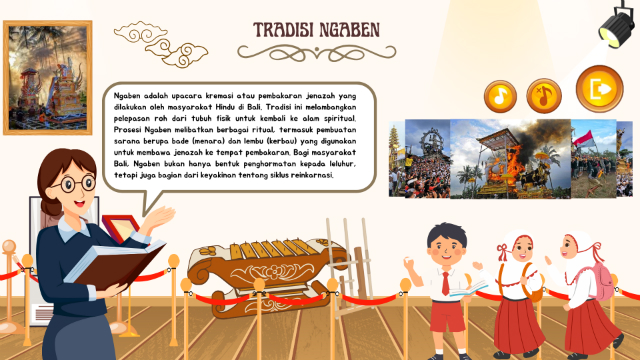 TRADISI NGABEN
Ngaben adalah upacara kremasi atau pembakaran jenazah yang
dilakukan oleh masyarakat Hindu di Bali. Tradisi ini melambangkan
pelepasan roh dari tubuh fisik untuk kembali ke alam spiritual.
Prosesi Ngaben melibatkan berbagai ritual, termasuk pembuatan
sarana berupa bade (menara) dan lembu (kerbau) yang digunakan
untuk membawa jenazah ke tempat pembakaran. Bagi masyarakat
Bali, Ngaben bukan hanya bentuk penghormatan kepada leluhur,
tetapi juga bagian dari keyakinan tentang siklus reinkarnasi.